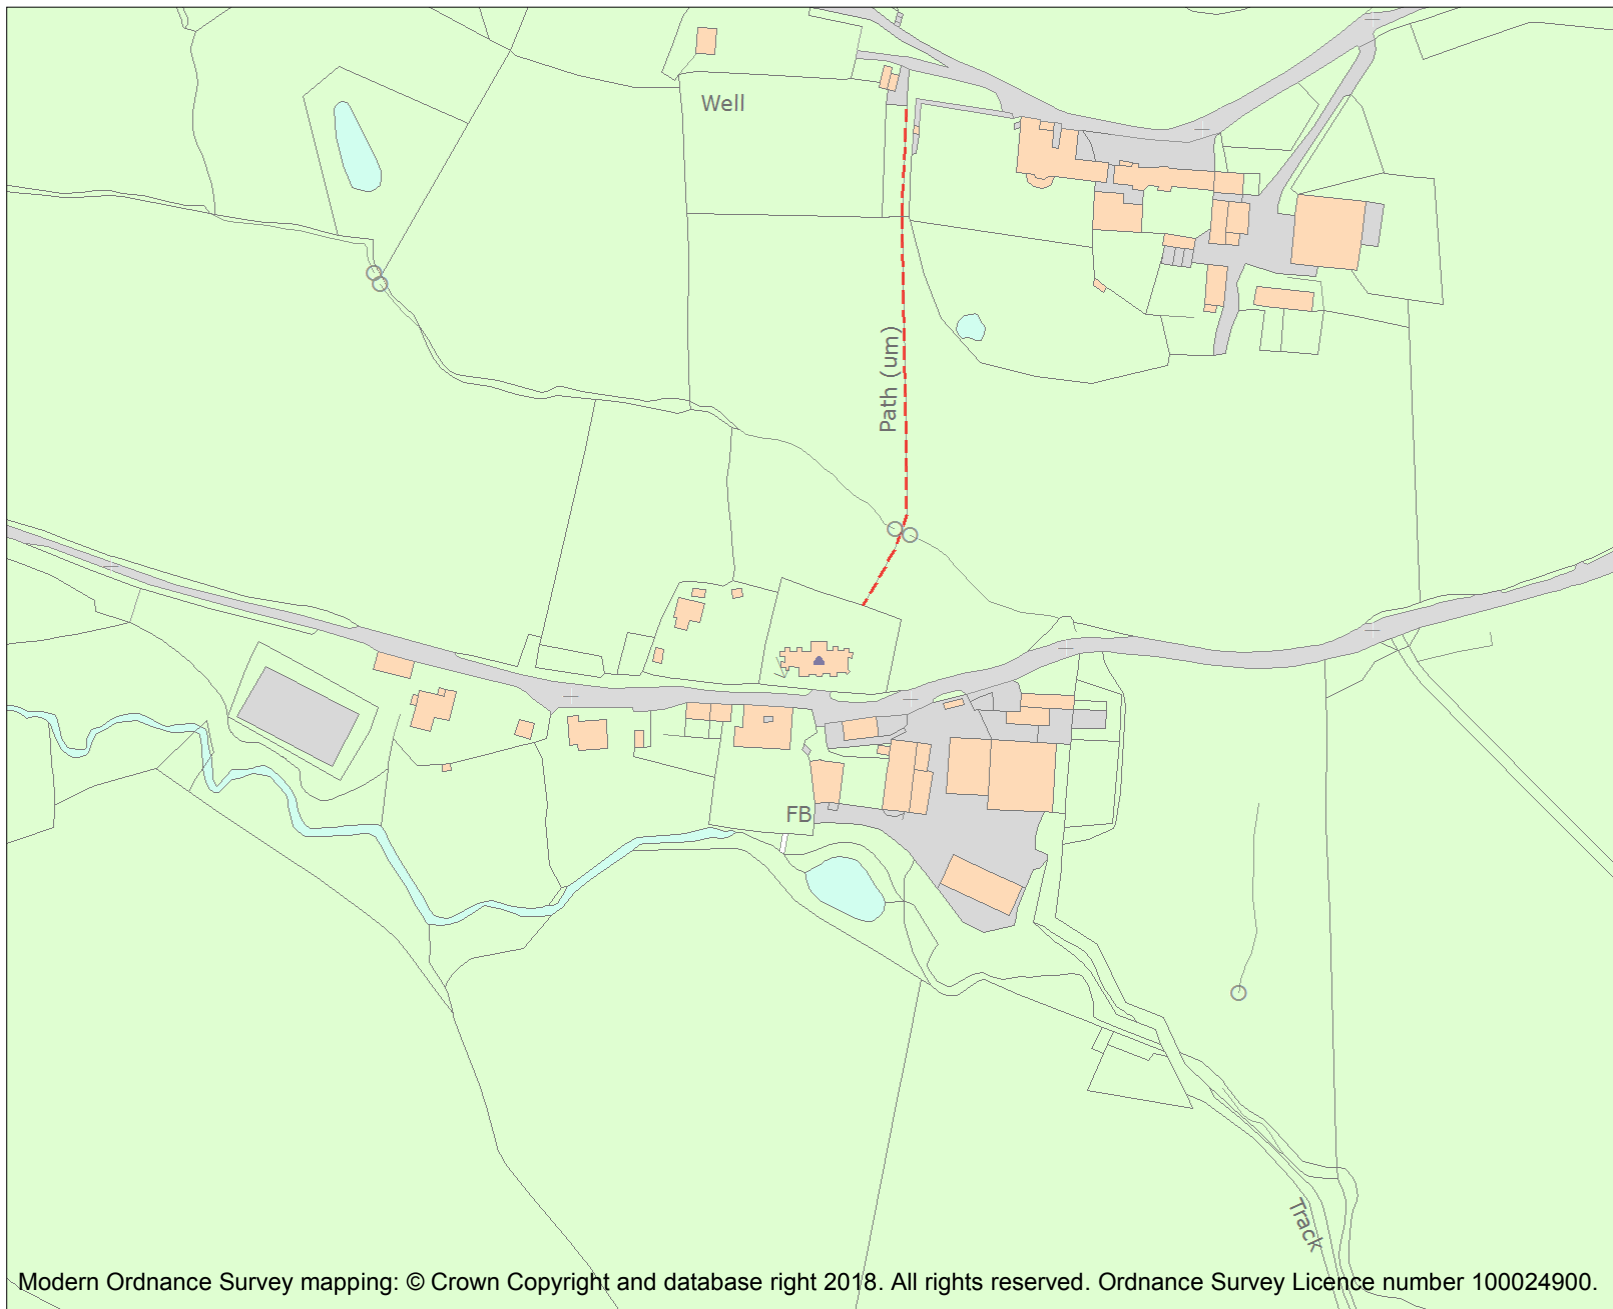 Well
Path (um)
FB
Track
Modern Ordnance Survey mapping: © Crown Copyright and database right 2018. All rights reserved. Ordnance Survey Licence number 100024900.